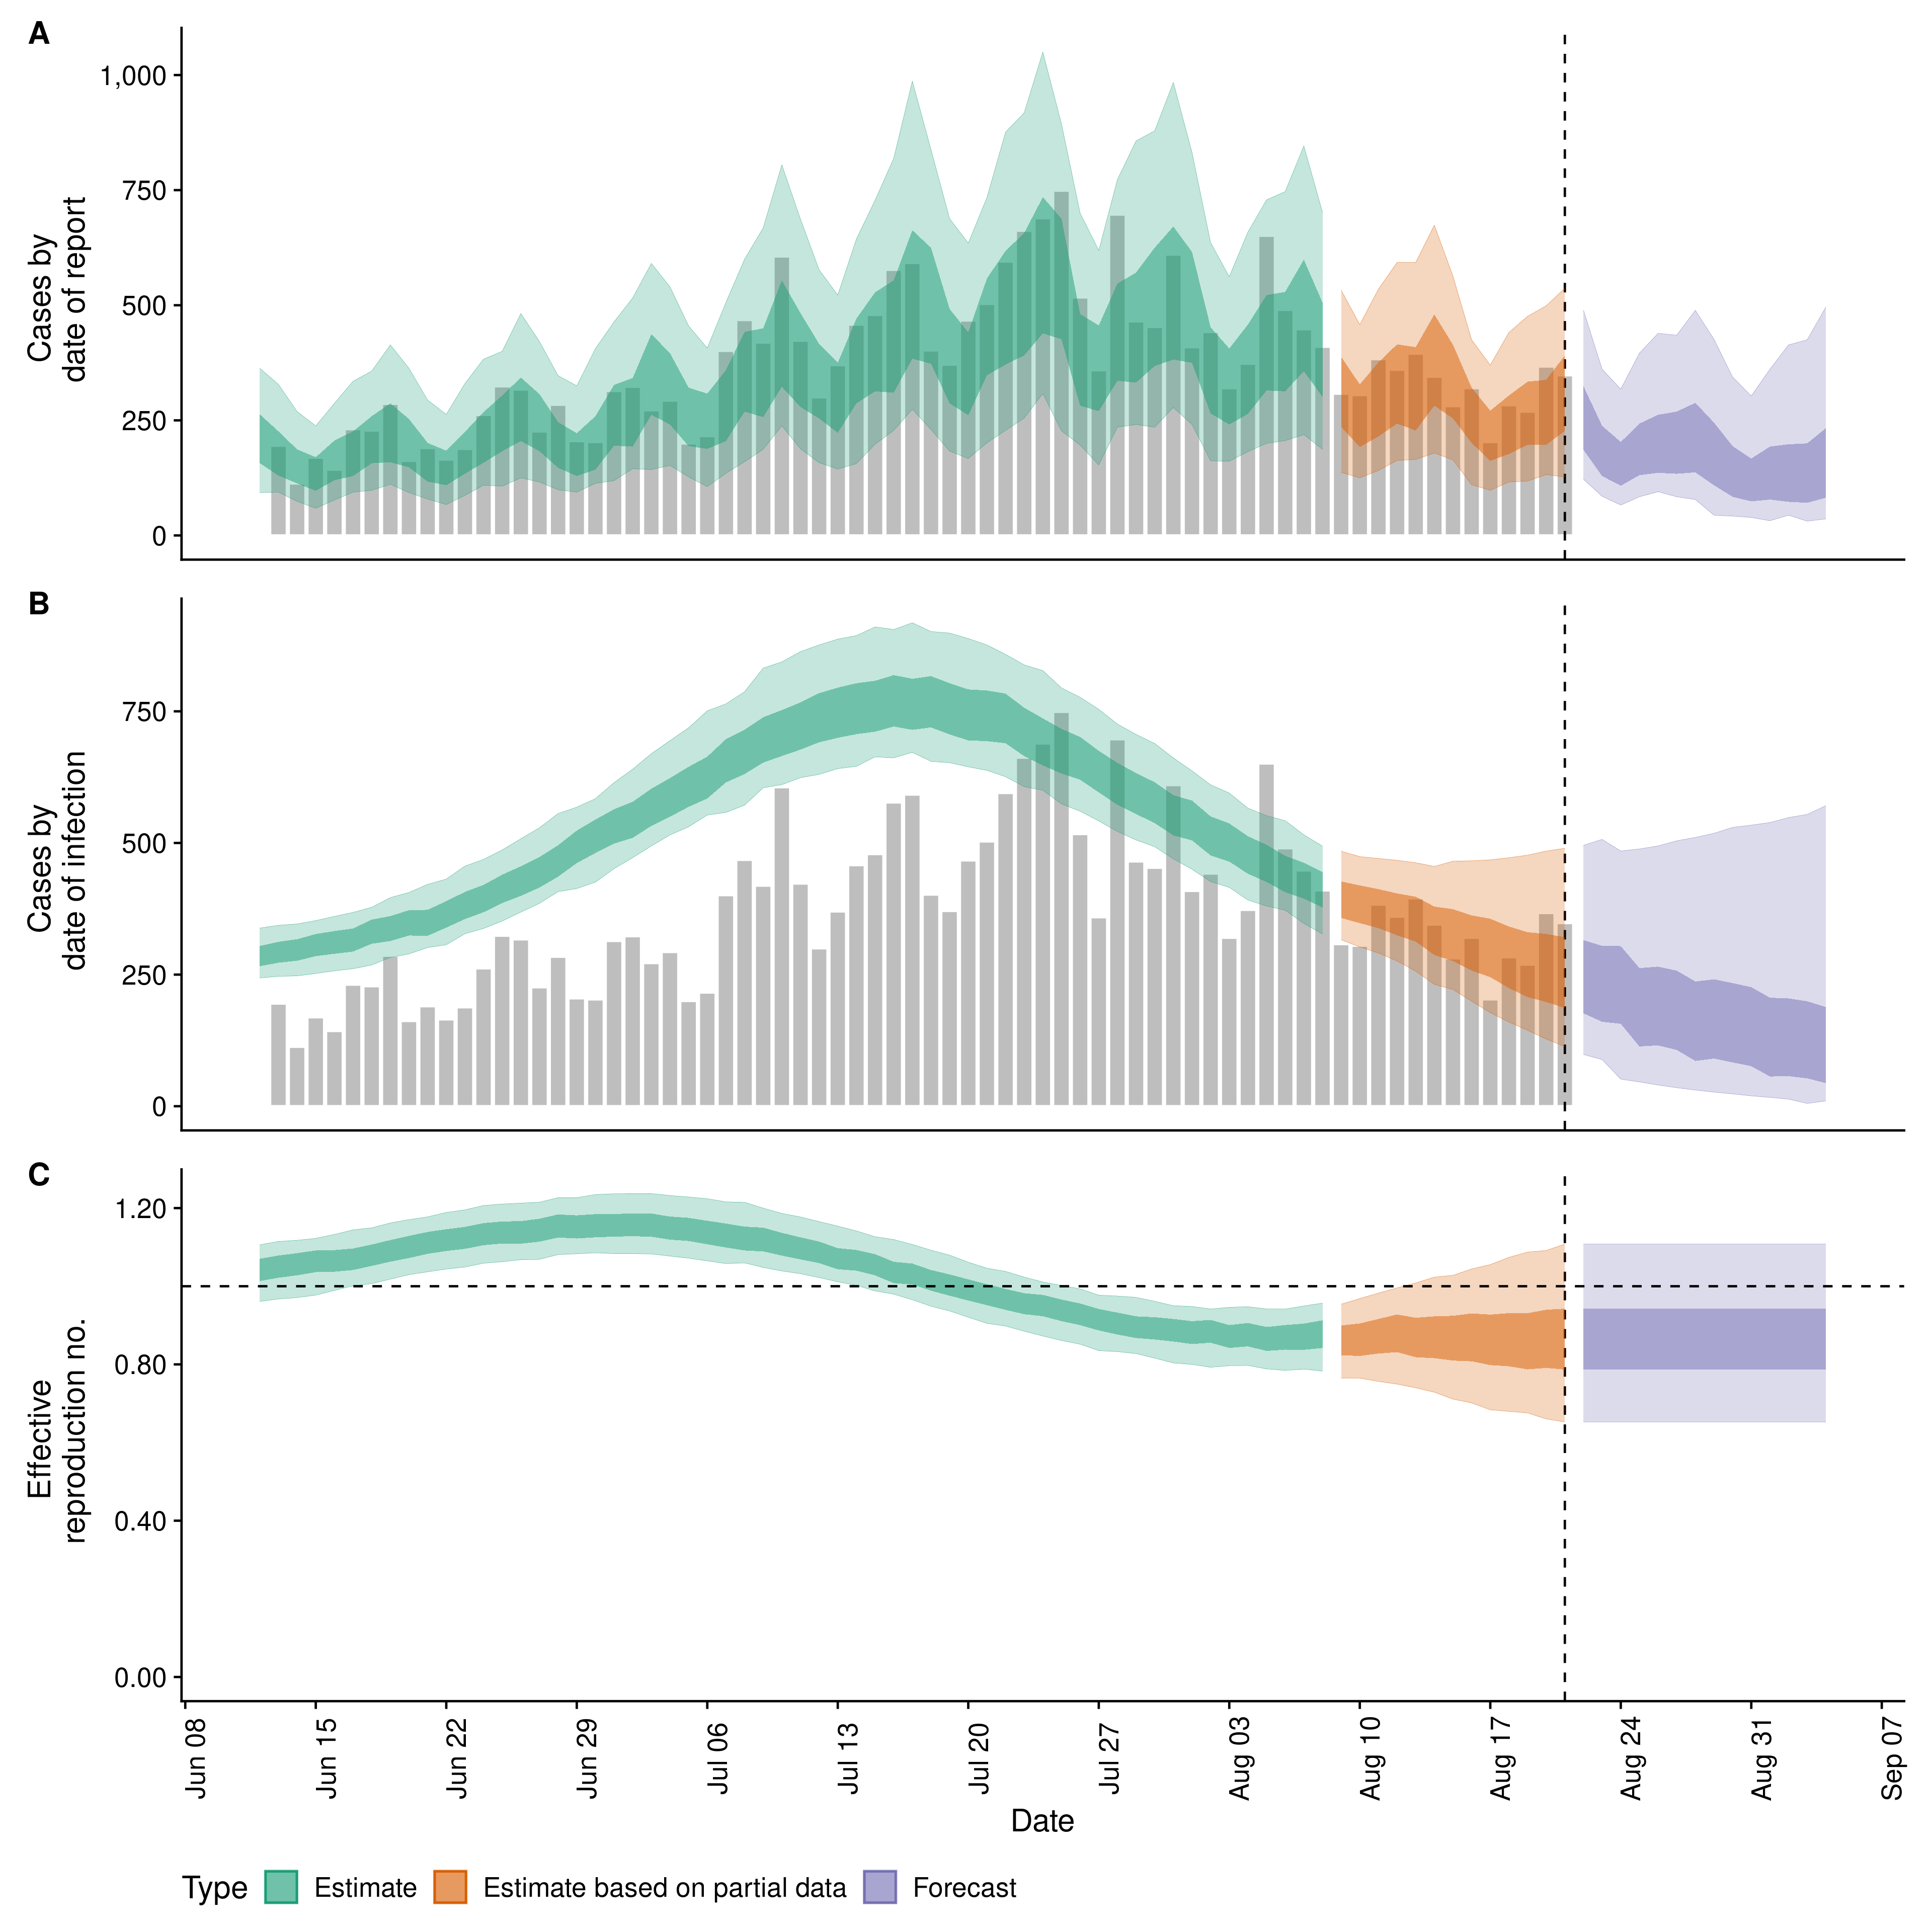 A
Cases by
date of report
1,000
750
500
250
0
B
Cases by
date of infection
750
500
250
0
C
Effective
reproduction no.
1.20
0.80
0.40
0.00
Jun 08
Jun 15
Jun 22
Jun 29
Jul 06
Jul 13
Jul 20
Jul 27
Aug 03
Aug 10
Aug 17
Aug 24
Aug 31
Sep 07
Date
Type Estimate Estimate based on partial data Forecast